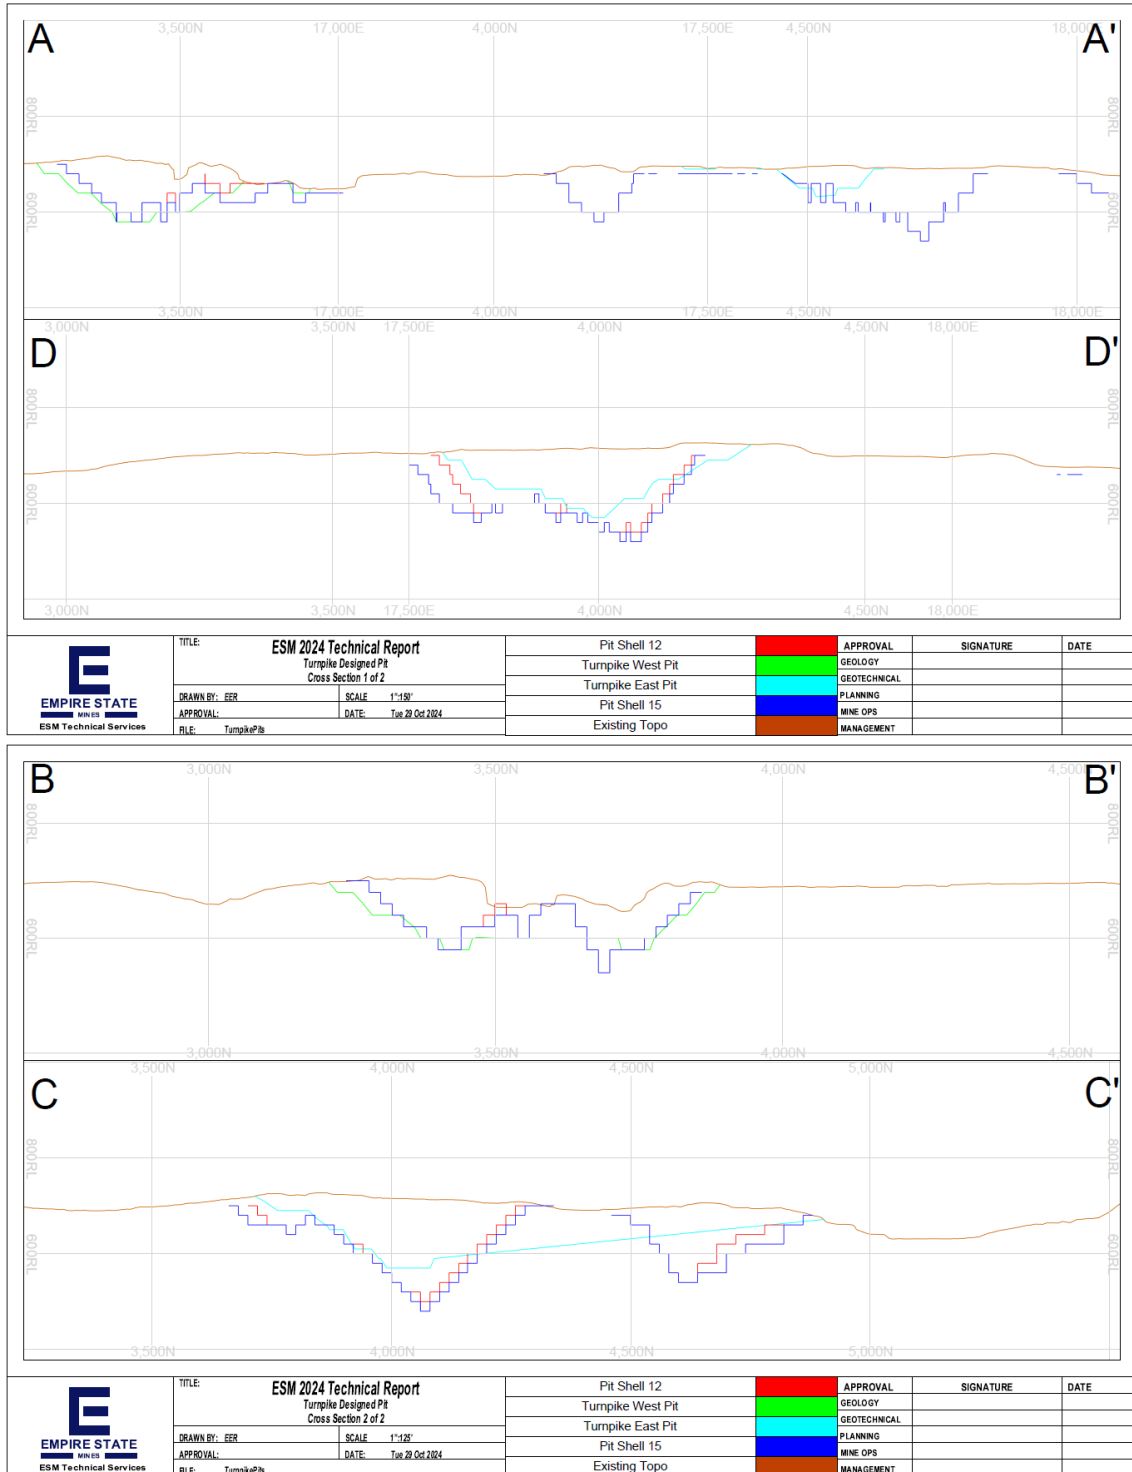 A
3,500N 17,000E 4,000N 17,500E 4,500N 18,000E
A'
800RL 800RL
600RL 600RL
3,500N 17,000E 4,000N 17,500E 4,500N 18,000E
3,000N 3,500N 17,500E 4,000N 4,500N 18,000E
D D'
800RL 800RL
600RL 600RL
3,000N 3,500N 17,500E 4,000N 4,500N 18,000E
EMPIRE STATE
MINES
ESM Technical Services
TITLE:
ESM 2024 Technical Report
Turnpike Designed Pit
Cross Section 1 of 2
DRAWN BY: EER SCALE 1":150'
APPROVAL: DATE: Tue 29 Oct 2024
FILE: TurnpikePits
Pit Shell 12
Turnpike West Pit
Turnpike East Pit
Pit Shell 15
Existing Topo
APPROVAL SIGNATURE DATE
GEOLOGY
GEOTECHNICAL
PLANNING
MINE OPS
MANAGEMENT
3,000N 3,500N 4,000N 4,500N
B B'
800RL 800RL
600RL 600RL
3,000N 3,500N 4,000N 4,500N
3,500N 4,000N 4,500N 5,000N
C C'
800RL 800RL
600RL 600RL
3,500N 4,000N 4,500N 5,000N
EMPIRE STATE
MINES
ESM Technical Services
TITLE:
ESM 2024 Technical Report
Turnpike Designed Pit
Cross Section 2 of 2
DRAWN BY: EER SCALE 1":125'
APPROVAL: DATE: Tue 29 Oct 2024
FILE: TurnpikePits
Pit Shell 12
Turnpike West Pit
Turnpike East Pit
Pit Shell 15
Existing Topo
APPROVAL SIGNATURE DATE
GEOLOGY
GEOTECHNICAL
PLANNING
MINE OPS
MANAGEMENT